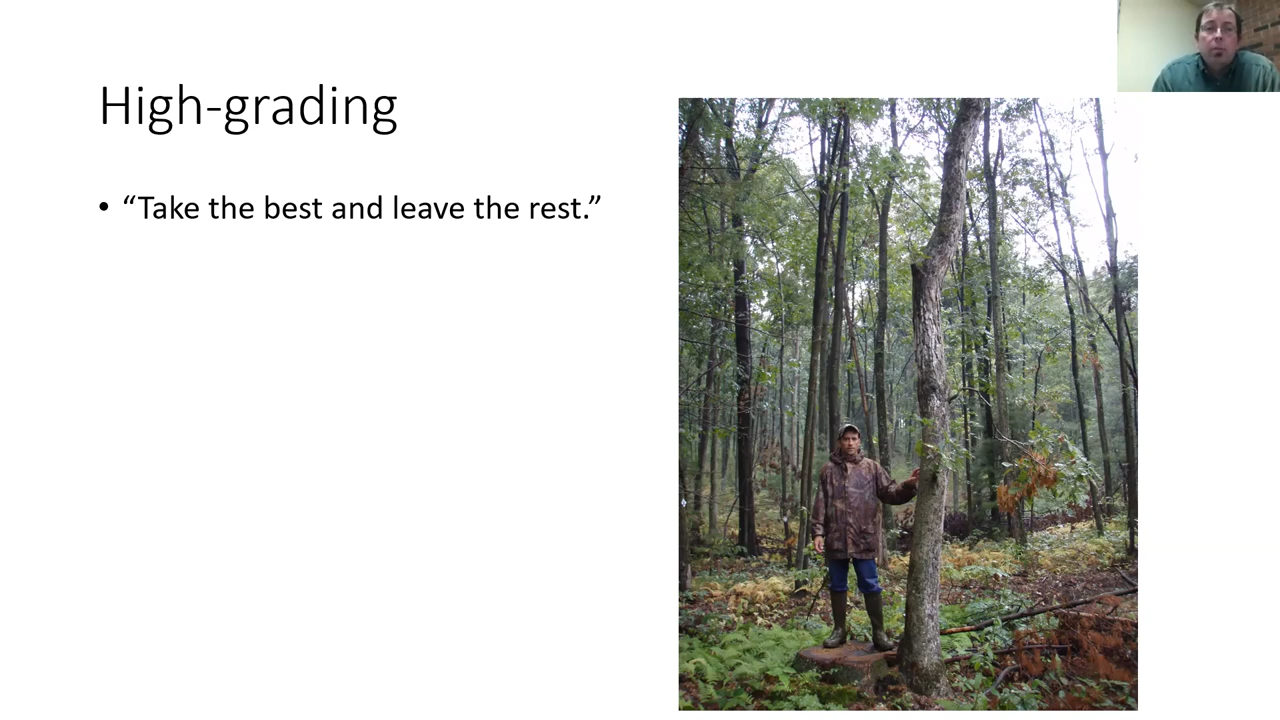 High-grading
• “Take the best and leave the rest.”